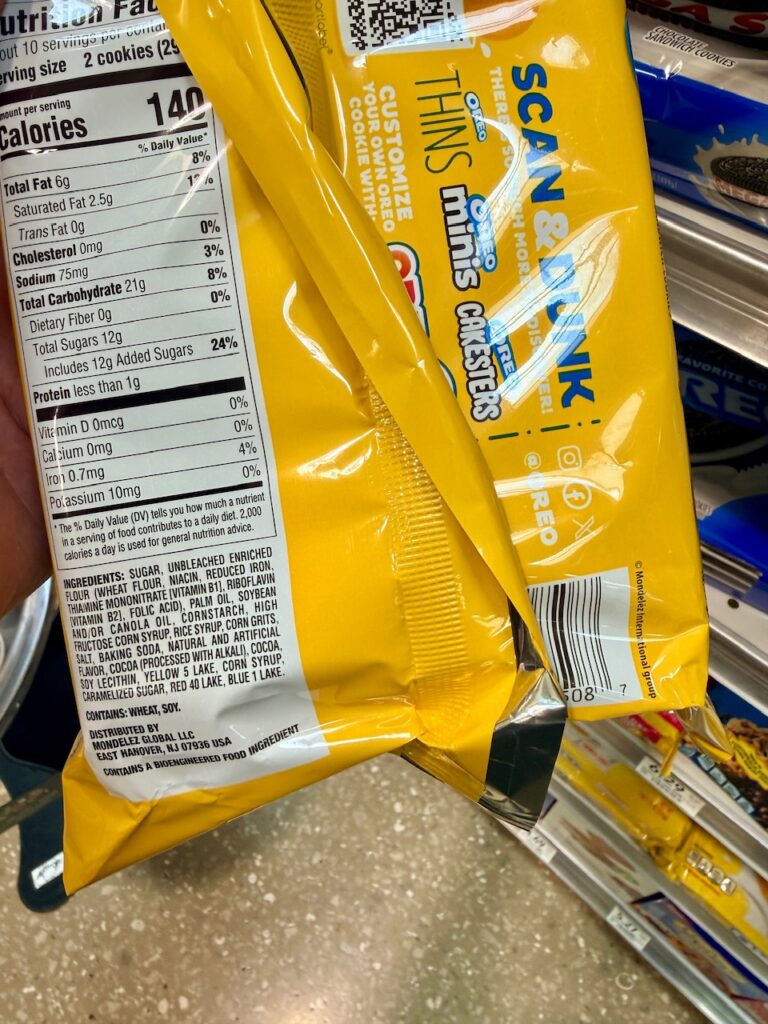 Nutrition Fac
out 10 servings per contai
erving size 2 cookies (29
mount per serving
Calories 140
% Daily Value*
Total Fat 6g 8%
Saturated Fat 2.5g
Trans Fat 0g
Cholesterol 0mg 0%
Sodium 75mg 3%
Total Carbohydrate 21g 8%
Dietary Fiber 0g 0%
Total Sugars 12g
Includes 12g Added Sugars 24%
Protein less than 1g
Vitamin D 0mcg 0%
Calcium 0mg 0%
Iron 0.7mg 4%
Potassium 10mg 0%
* The % Daily Value (DV) tells you how much a nutrient
in a serving of food contributes to a daily diet. 2,000
calories a day is used for general nutrition advice.
INGREDIENTS: SUGAR, UNBLEACHED ENRICHED
FLOUR (WHEAT FLOUR, NIACIN, REDUCED IRON,
THIAMINE MONONITRATE [VITAMIN B1], RIBOFLAVIN
[VITAMIN B2], FOLIC ACID), PALM OIL, SOYBEAN
AND/OR CANOLA OIL, CORNSTARCH, HIGH
FRUCTOSE CORN SYRUP, RICE SYRUP, CORN GRITS,
SALT, BAKING SODA, NATURAL AND ARTIFICIAL
FLAVOR, COCOA (PROCESSED WITH ALKALI), COCOA,
SOY LECITHIN, YELLOW 5 LAKE, CORN SYRUP,
CARAMELIZED SUGAR, RED 40 LAKE, BLUE 1 LAKE.
CONTAINS: WHEAT, SOY.
DISTRIBUTED BY
MONDELEZ GLOBAL LLC
EAST HANOVER, NJ 07936 USA
CONTAINS A BIOENGINEERED FOOD INGREDIENT
SCAN & DUNK
CUSTOMIZE
YOUR OWN OREO
COOKIE WITH
OREO
THINS
OREO
minis
CAKESTERS
@OREO
508 7
© Mondelēz International group
CHOCOLATE
SANDWICH COOKIES